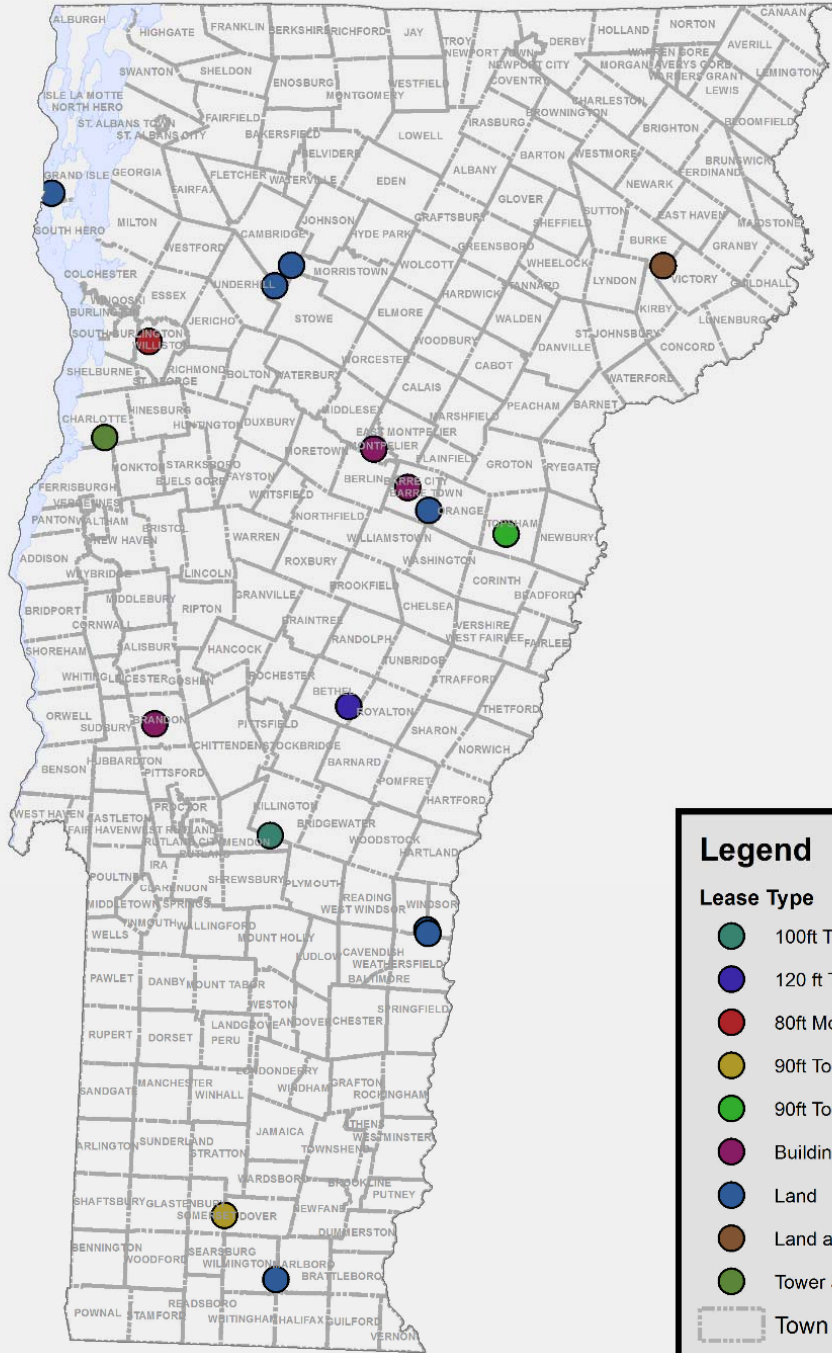 ALBURGH
HIGHGATE
FRANKLIN
BERKSHIRE
RICHFORD
JAY
TROY
NEWPORT TOWN
NEWPORT CITY
DERBY
HOLLAND
NORTON
CANAAN
AVERILL
LEMINGTON
WARREN GORE
AVERYS GORE
WARNERS GRANT
MORGAN
LEWIS
SWANTON
SHELDON
ENOSBURG
MONTGOMERY
WESTFIELD
COVENTRY
CHARLESTON
BROWNINGTON
IRASBURG
BRIGHTON
BLOOMFIELD
ISLE LA MOTTE
NORTH HERO
ST. ALBANS TOWN
ST. ALBANS CITY
FAIRFIELD
BAKERSFIELD
LOWELL
BELVIDERE
BARTON
WESTMORE
BRUNSWICK
FERDINAND
GRAND ISLE
GEORGIA
FAIRFAX
FLETCHER
WATERVILLE
EDEN
ALBANY
GLOVER
NEWARK
EAST HAVEN
MAIDSTONE
SOUTH HERO
MILTON
WESTFORD
CAMBRIDGE
JOHNSON
HYDE PARK
CRAFTSBURY
GREENSBORO
SHEFFIELD
SUTTON
BURKE
GRANBY
COLCHESTER
WINOOSKI
ESSEX
UNDERHILL
MORRISTOWN
WOLCOTT
WHEELOCK
STANNARD
LYNDON
VICTORY
GUILDHALL
BURLINGTON
SOUTH BURLINGTON
WILLISTON
JERICHO
STOWE
ELMORE
HARDWICK
WALDEN
KIRBY
LUNENBURG
SHELBURNE
ST. GEORGE
RICHMOND
BOLTON
WATERBURY
WORCESTER
WOODBURY
CABOT
DANVILLE
ST JOHNSBURY
CONCORD
CALAIS
WATERFORD
CHARLOTTE
HINESBURG
HUNTINGTON
DUXBURY
MIDDLESEX
EAST MONTPELIER
MONTPELIER
MARSHFIELD
PEACHAM
BARNET
MORETOWN
PLAINFIELD
GROTON
RYEGATE
FERRISBURGH
VERGENNES
MONKTON
STARKSBORO
BUELS GORE
FAYSTON
WAITSFIELD
BERLIN
BARRE CITY
BARRE TOWN
ORANGE
TOPSHAM
NEWBURY
PANTON
WALTHAM
NEW HAVEN
BRISTOL
WARREN
NORTHFIELD
WILLIAMSTOWN
WASHINGTON
CORINTH
BRADFORD
ADDISON
WEYBRIDGE
LINCOLN
ROXBURY
BROOKFIELD
CHELSEA
BRIDPORT
CORNWALL
MIDDLEBURY
RIPTON
GRANVILLE
BRAINTREE
RANDOLPH
VERSHIRE
WEST FAIRLEE
FAIRLEE
SHOREHAM
SALISBURY
HANCOCK
TUNBRIDGE
STRAFFORD
WHITING
LEICESTER
GOSHEN
ROCHESTER
BETHEL
ROYALTON
THETFORD
ORWELL
SUDBURY
BRANDON
PITTSFIELD
SHARON
NORWICH
CHITTENDEN
STOCKBRIDGE
BENSON
HUBBARDTON
PITTSFORD
BARNARD
POMFRET
HARTFORD
WEST HAVEN
CASTLETON
PROCTOR
KILLINGTON
BRIDGEWATER
WOODSTOCK
FAIR HAVEN
WEST RUTLAND
RUTLAND CITY
RUTLAND
MENDON
HARTLAND
POULTNEY
IRA
CLARENDON
SHREWSBURY
PLYMOUTH
READING
WEST WINDSOR
WINDSOR
MIDDLETOWN SPRINGS
TINMOUTH
WALLINGFORD
WELLS
MOUNT HOLLY
LUDLOW
CAVENDISH
WEATHERSFIELD
BALTIMORE
PAWLET
DANBY
MOUNT TABOR
WESTON
SPRINGFIELD
RUPERT
DORSET
LANDGROVE
PERU
ANDOVER
CHESTER
LONDONDERRY
SANDGATE
MANCHESTER
WINHALL
WINDHAM
GRAFTON
ROCKINGHAM
ARLINGTON
SUNDERLAND
STRATTON
JAMAICA
TOWNSHEND
ATHENS
WESTMINSTER
WARDSBORO
BROOKLINE
PUTNEY
SHAFTSBURY
GLASTENBURY
SOMERSET
DOVER
NEWFANE
DUMMERSTON
BENNINGTON
WOODFORD
SEARSBURG
WILMINGTON
MARLBORO
BRATTLEBORO
POWNAL
STAMFORD
READSBORO
WHITINGHAM
HALIFAX
GUILFORD
VERNON
Legend
Lease Type
100ft T
120 ft T
80ft Mo
90ft To
90ft To
Building
Land
Land a
Tower
Town